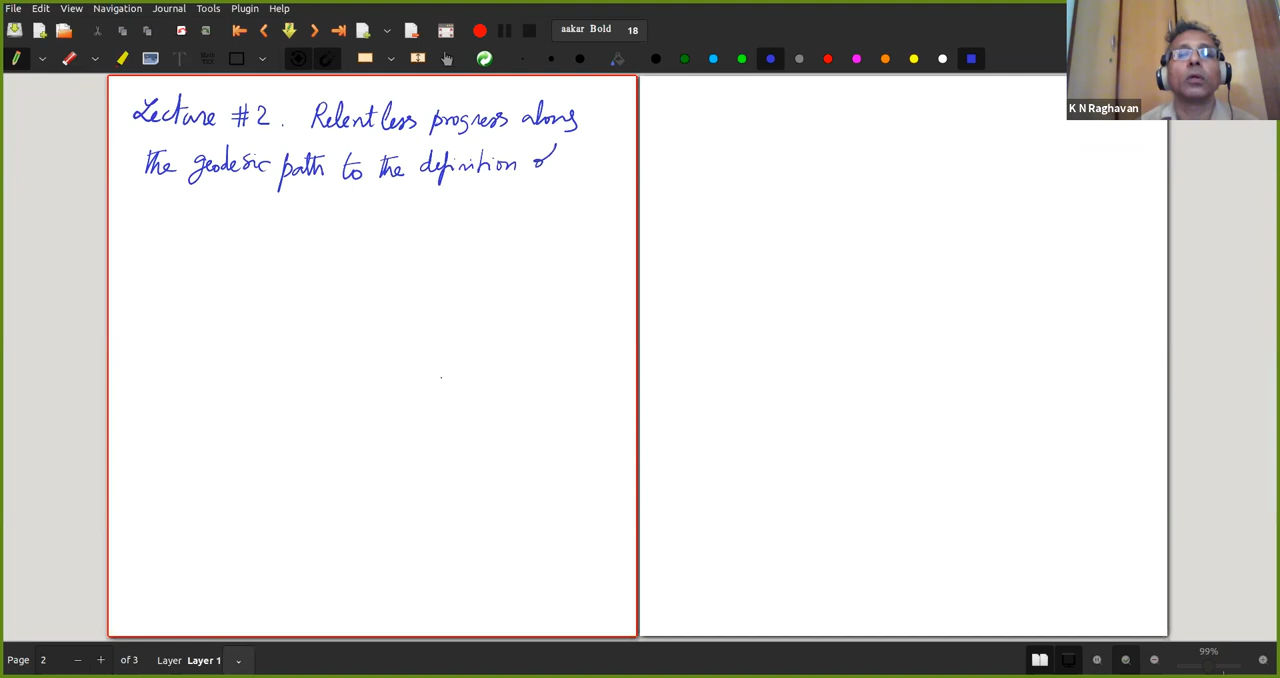 File Edit View Navigation Journal Tools Plugin Help
aakar Bold 18
K N Raghavan
Lecture #2. Relentless progress along
the geodesic path to the definition o
Page 2 of 3 Layer Layer 1
99%